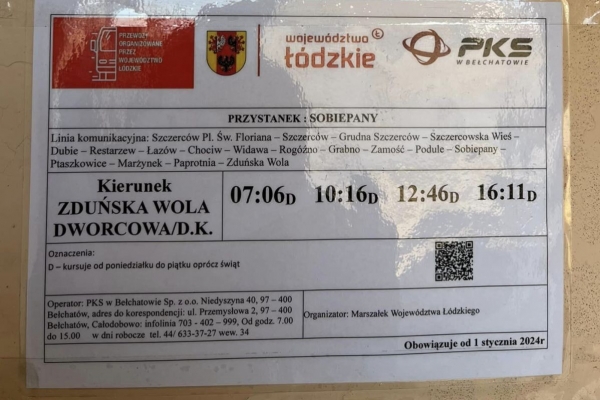 PRZEWOZY
ORGANIZOWANE
PRZEZ
WOJEWÓDZTWO
ŁÓDZKIE
województwo
łódzkie
PKS
W BEŁCHATOWIE
PRZYSTANEK : SOBIEPANY
Linia komunikacyjna: Szczerców Pl. Św. Floriana – Szczerców – Grudna Szczerców – Szczercowska Wieś –
Dubie – Restarzew – Łazów – Chociw – Widawa – Rogóźno – Grabno – Zamość – Podule – Sobiepany –
Ptaszkowice – Marżynek – Paprotnia – Zduńska Wola
Kierunek
ZDUŃSKA WOLA
DWORCOWA/D.K.
07:06D 10:16D 12:46D 16:11D
Oznaczenia:
D – kursuje od poniedziałku do piątku oprócz świąt
Operator: PKS w Bełchatowie Sp. z o.o. Niedyszyna 40, 97 – 400
Bełchatów, adres do korespondencji: ul. Przemysłowa 2, 97 – 400
Bełchatów, Całodobowo: infolinia 703 - 402 – 999, Od godz. 7.00
do 15.00 w dni robocze tel. 44/ 633-37-27 wew. 34
Organizator: Marszałek Województwa Łódzkiego
Obowiązuje od 1 stycznia 2024r